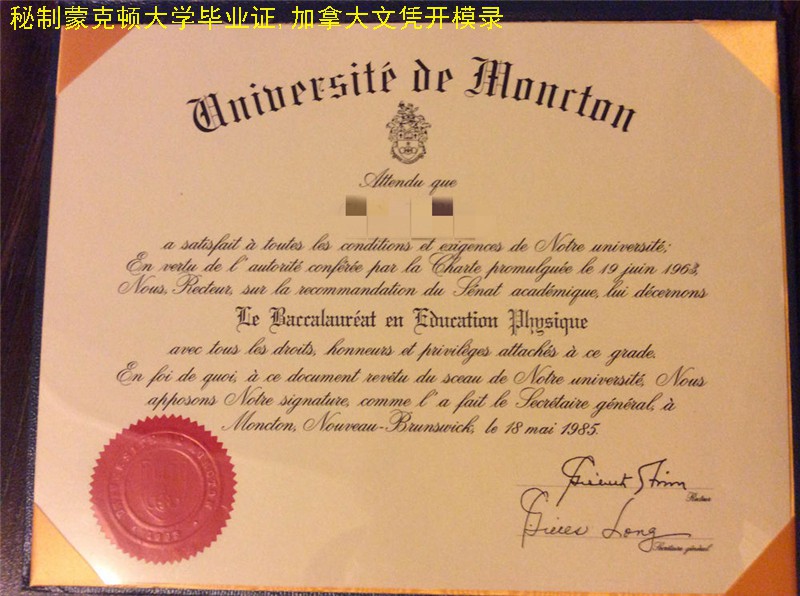 秘制蒙克顿大学毕业证,加拿大文凭开模录
Université de Moncton
Attendu que
a satisfait à toutes les conditions et exigences de Notre université;
En vertu de l'autorité conférée par la Charte promulguée le 19 juin 1963,
Nous, Recteur, sur la recommandation du Sénat académique, lui décernons
Le Baccalauréat en Education Physique
avec tous les droits, honneurs et privilèges attachés à ce grade.
En foi de quoi, à ce document revêtu du sceau de Notre université, Nous
apposons Notre signature, comme l'a fait le Secrétaire général, à
Moncton, Nouveau-Brunswick, le 18 mai 1985.
Recteur
Gilles Long
Secrétaire général